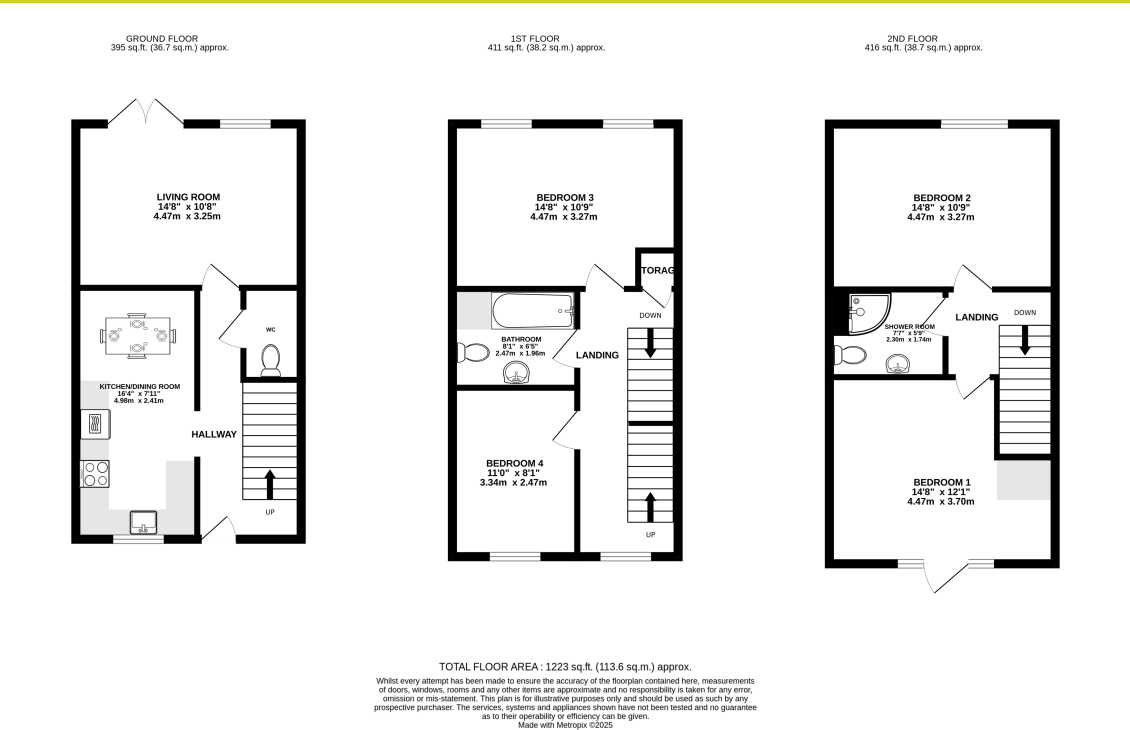 GROUND FLOOR
395 sq.ft. (36.7 sq.m.) approx.
1ST FLOOR
411 sq.ft. (38.2 sq.m.) approx.
2ND FLOOR
416 sq.ft. (38.7 sq.m.) approx.
LIVING ROOM
14'8" x 10'8"
4.47m x 3.25m
WC
KITCHEN/DINING ROOM
16'4" x 7'11"
4.98m x 2.41m
HALLWAY
UP
BEDROOM 3
14'8" x 10'9"
4.47m x 3.27m
TORAG
DOWN
BATHROOM
8'1" x 6'5"
2.47m x 1.96m
LANDING
BEDROOM 4
11'0" x 8'1"
3.34m x 2.47m
UP
BEDROOM 2
14'8" x 10'9"
4.47m x 3.27m
LANDING
DOWN
SHOWER ROOM
7'7" x 5'9"
2.30m x 1.74m
BEDROOM 1
14'8" x 12'1"
4.47m x 3.70m
TOTAL FLOOR AREA : 1223 sq.ft. (113.6 sq.m.) approx.
Whilst every attempt has been made to ensure the accuracy of the floorplan contained here, measurements
of doors, windows, rooms and any other items are approximate and no responsibility is taken for any error,
omission or mis-statement. This plan is for illustrative purposes only and should be used as such by any
prospective purchaser. The services, systems and appliances shown have not been tested and no guarantee
as to their operability or efficiency can be given.
Made with Metropix ©2025